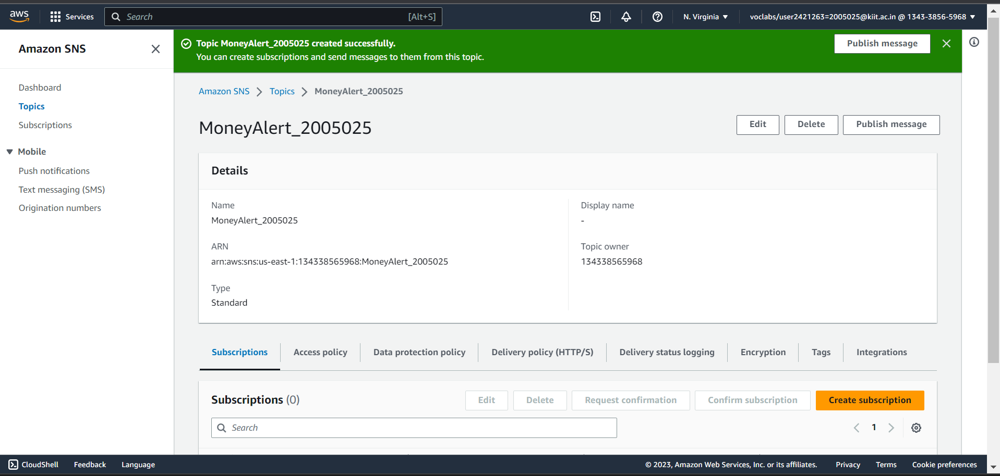 aws
Services
Search
[Alt+S]
N. Virginia
voclabs/user2421263=2005025@kiit.ac.in @ 1343-3856-5968
Amazon SNS
Dashboard
Topics
Subscriptions
Mobile
Push notifications
Text messaging (SMS)
Origination numbers
Topic MoneyAlert_2005025 created successfully.
You can create subscriptions and send messages to them from this topic.
Publish message
Amazon SNS
Topics
MoneyAlert_2005025
MoneyAlert_2005025
Edit
Delete
Publish message
Details
Name
MoneyAlert_2005025
ARN
arn:aws:sns:us-east-1:134338565968:MoneyAlert_2005025
Type
Standard
Display name
-
Topic owner
134338565968
Subscriptions
Access policy
Data protection policy
Delivery policy (HTTP/S)
Delivery status logging
Encryption
Tags
Integrations
Subscriptions (0)
Edit
Delete
Request confirmation
Confirm subscription
Create subscription
Search
1
CloudShell
Feedback
Language
© 2023, Amazon Web Services, Inc. or its affiliates.
Privacy
Terms
Cookie preferences